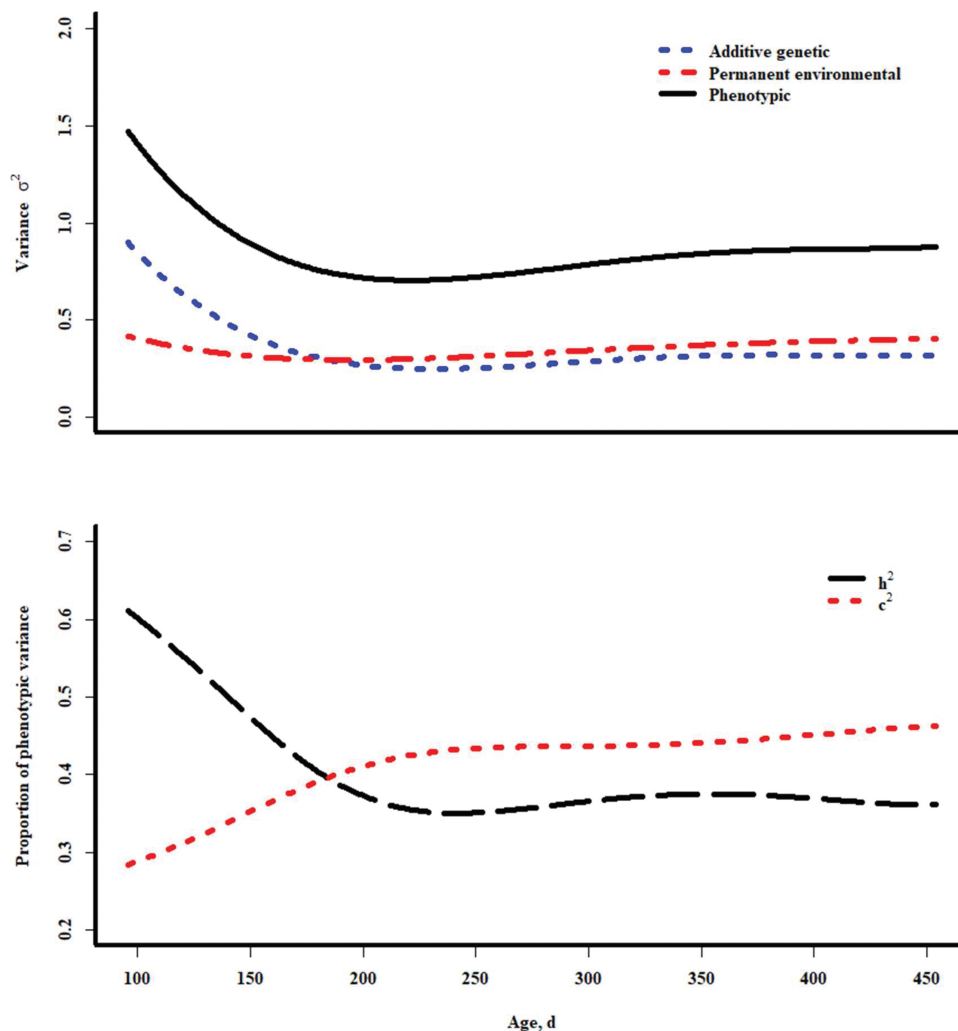 2.0
1.5
1.0
0.5
0.0
Variance σ²
Additive genetic
Permanent environmental
Phenotypic
0.7
0.6
0.5
0.4
0.3
0.2
Proportion of phenotypic variance
h²
c²
100 150 200 250 300 350 400 450
Age, d